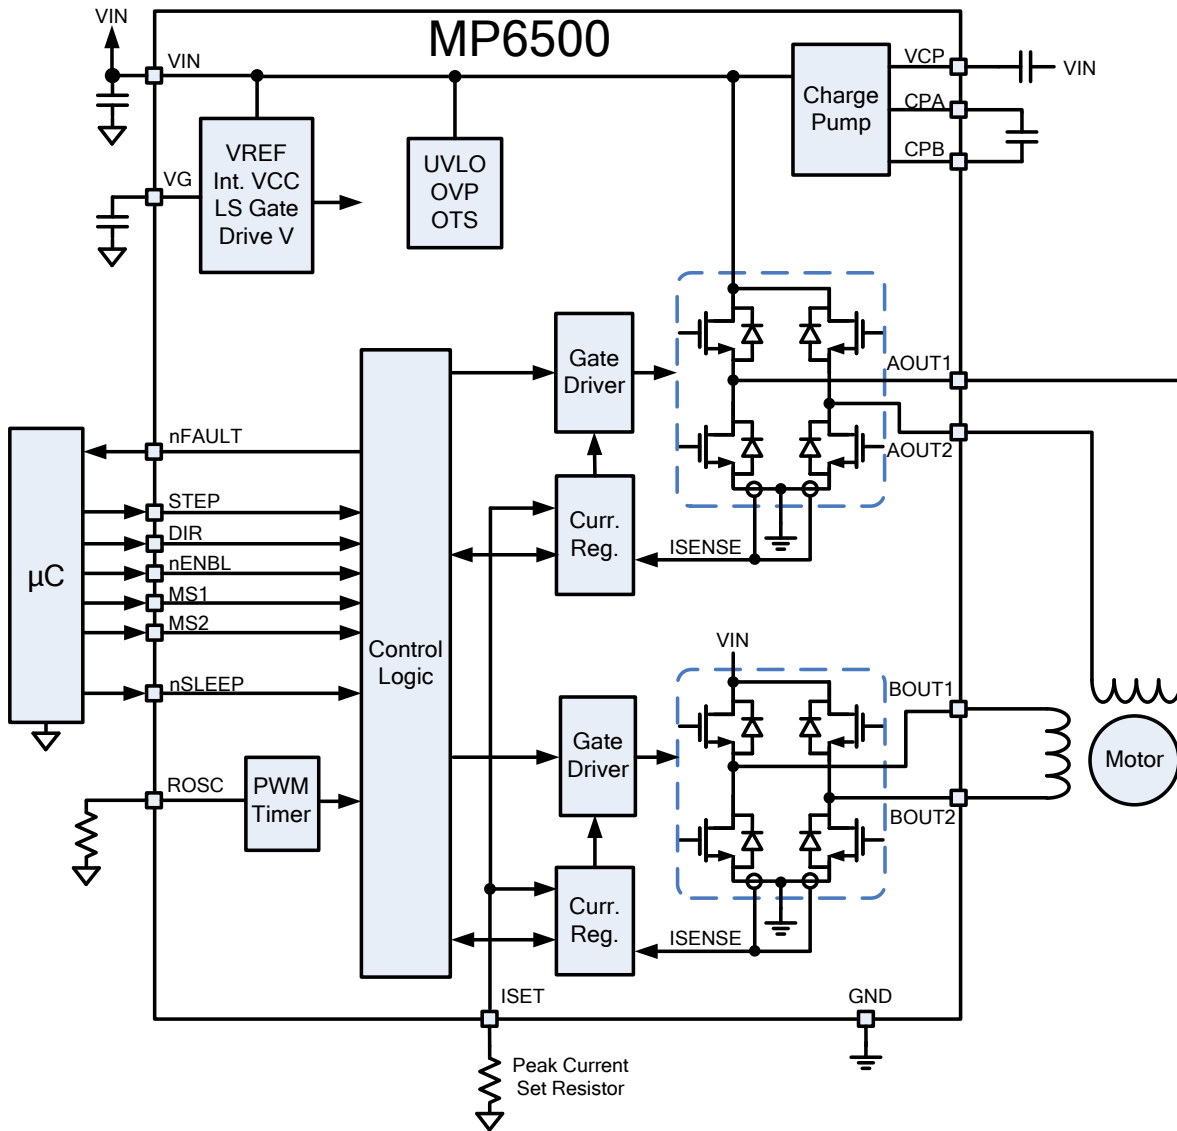 VIN
MP6500
VIN
VCP
VIN
CPA
CPB
Charge
Pump
VG
VREF
Int. VCC
LS Gate
Drive V
UVLO
OVP
OTS
Gate
Driver
AOUT1
AOUT2
nFAULT
STEP
DIR
nENBL
MS1
MS2
nSLEEP
µC
Curr.
Reg.
ISENSE
Control
Logic
VIN
BOUT1
BOUT2
Gate
Driver
Motor
ROSC
PWM
Timer
Curr.
Reg.
ISENSE
ISET
GND
Peak Current
Set Resistor